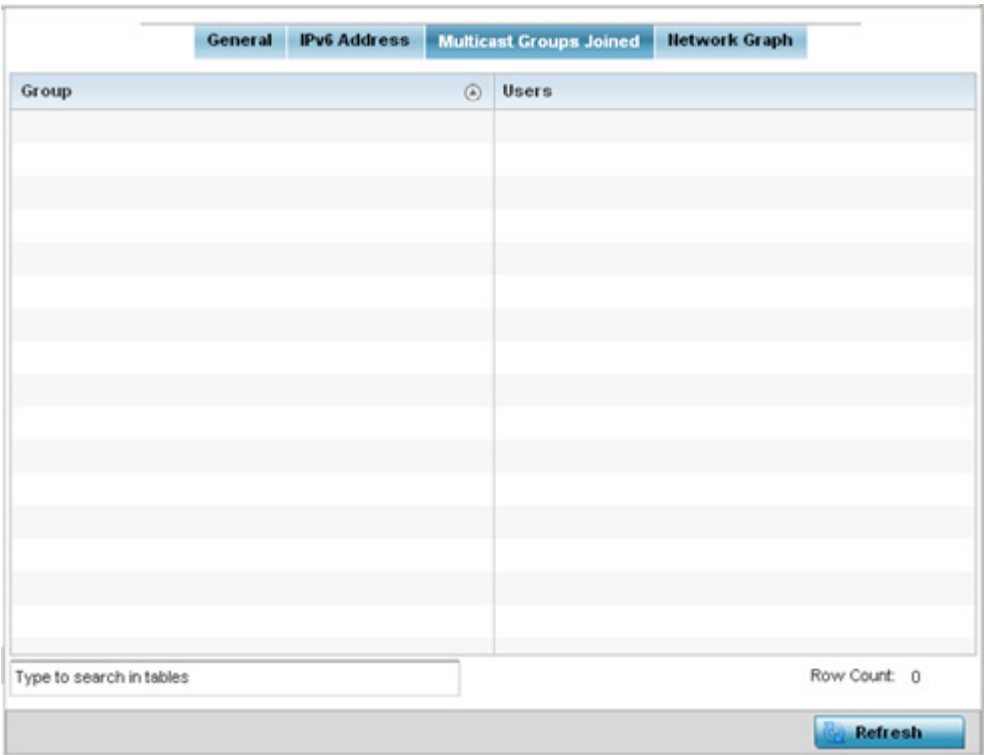 General IPv6 Address Multicast Groups Joined Network Graph
Group Users
Type to search in tables Row Count: 0
Refresh